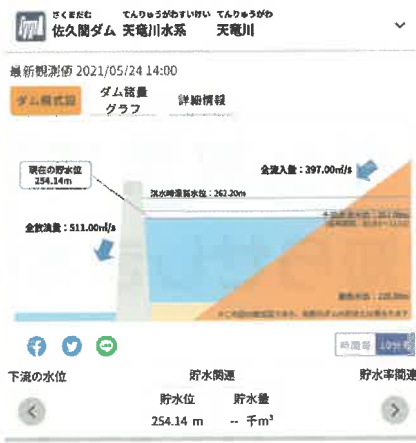 さくまだむ てんりゅうがわすいけい てんりゅうがわ
佐久間ダム 天竜川水系 天竜川
最新観測値 2021/05/24 14:00
ダム模式図
ダム諸量
グラフ
詳細情報
現在の貯水位
254.14m
全流入量：397.00㎥/s
洪水時最高水位：262.20m
全放流量：511.00㎥/s
時間毎 10分毎
下流の水位 貯水関連 貯水率関連
貯水位 貯水量
254.14 m -- 千m³